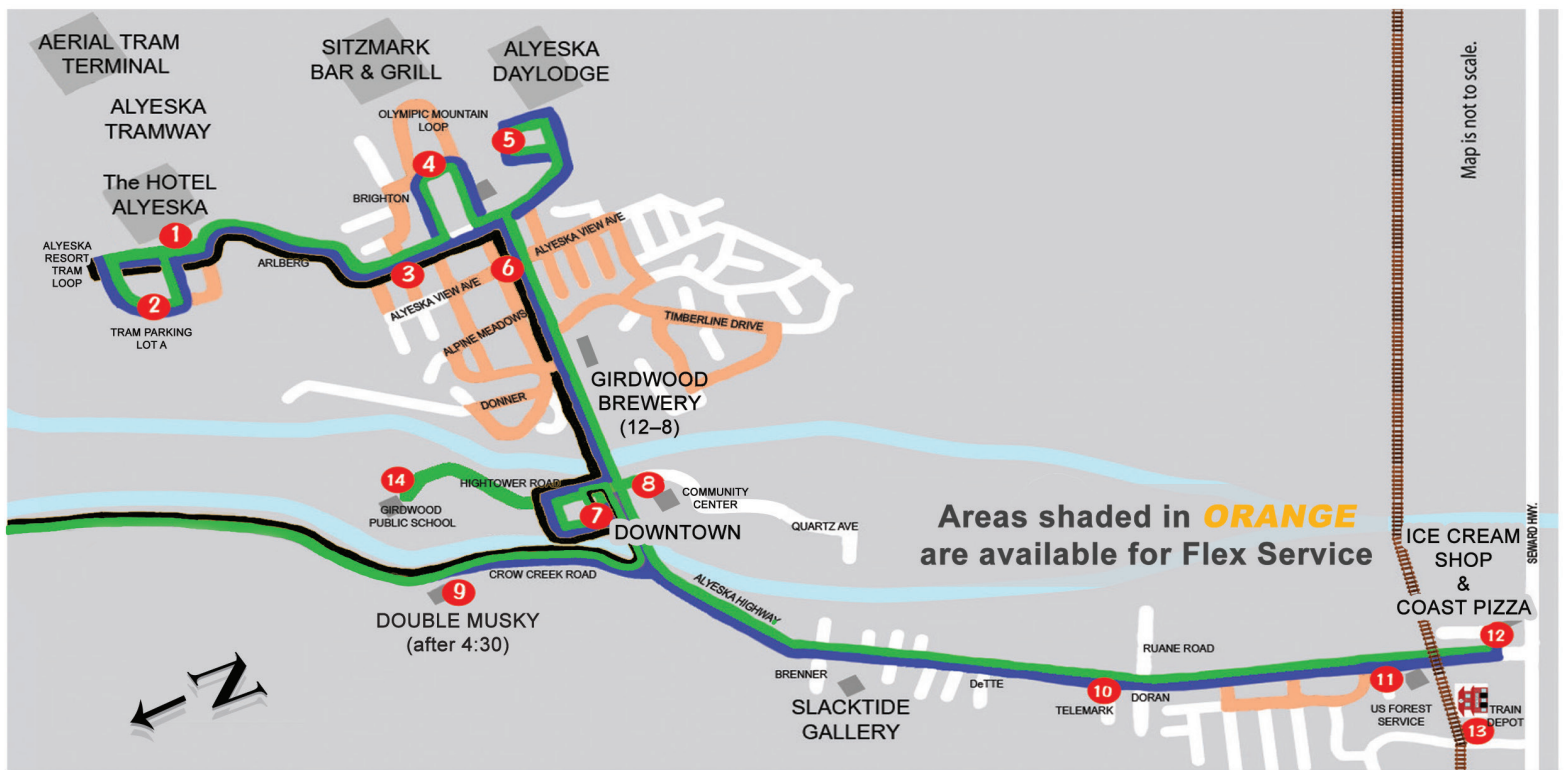 AERIAL TRAM
TERMINAL
SITZMARK
BAR & GRILL
ALYESKA
DAYLODGE
Map is not to scale.
ALYESKA
TRAMWAY
OLYMPIC MOUNTAIN
LOOP
5
4
The HOTEL
ALYESKA
BRIGHTON
1
ALYESKA
RESORT
TRAM
LOOP
ARLBERG
ALYESKA VIEW AVE
3
6
2
ALYESKA VIEW AVE
TRAM PARKING
LOT A
ALPINE MEADOWS
TIMBERLINE DRIVE
GIRDWOOD
BREWERY
(12–8)
DONNER
14
HIGHTOWER ROAD
8
COMMUNITY
CENTER
GIRDWOOD
PUBLIC SCHOOL
7
DOWNTOWN
QUARTZ AVE
Areas shaded in ORANGE
are available for Flex Service
ICE CREAM
SHOP
&
COAST PIZZA
SEWARD HWY.
CROW CREEK ROAD
9
ALYESKA HIGHWAY
DOUBLE MUSKY
(after 4:30)
12
RUANE ROAD
N
BRENNER
DeTTE
10
TELEMARK
DORAN
11
US FOREST
SERVICE
SLACKTIDE
GALLERY
TRAIN
DEPOT
13